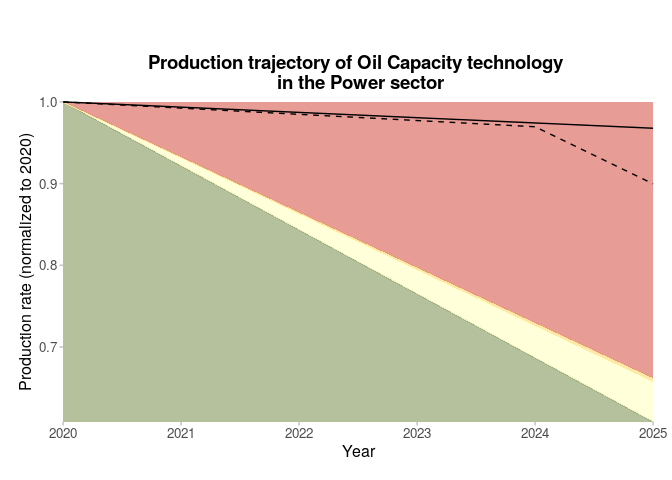 Production trajectory of Oil Capacity technology
in the Power sector
Production rate (normalized to 2020)
1.0
0.9
0.8
0.7
2020 2021 2022 2023 2024 2025
Year